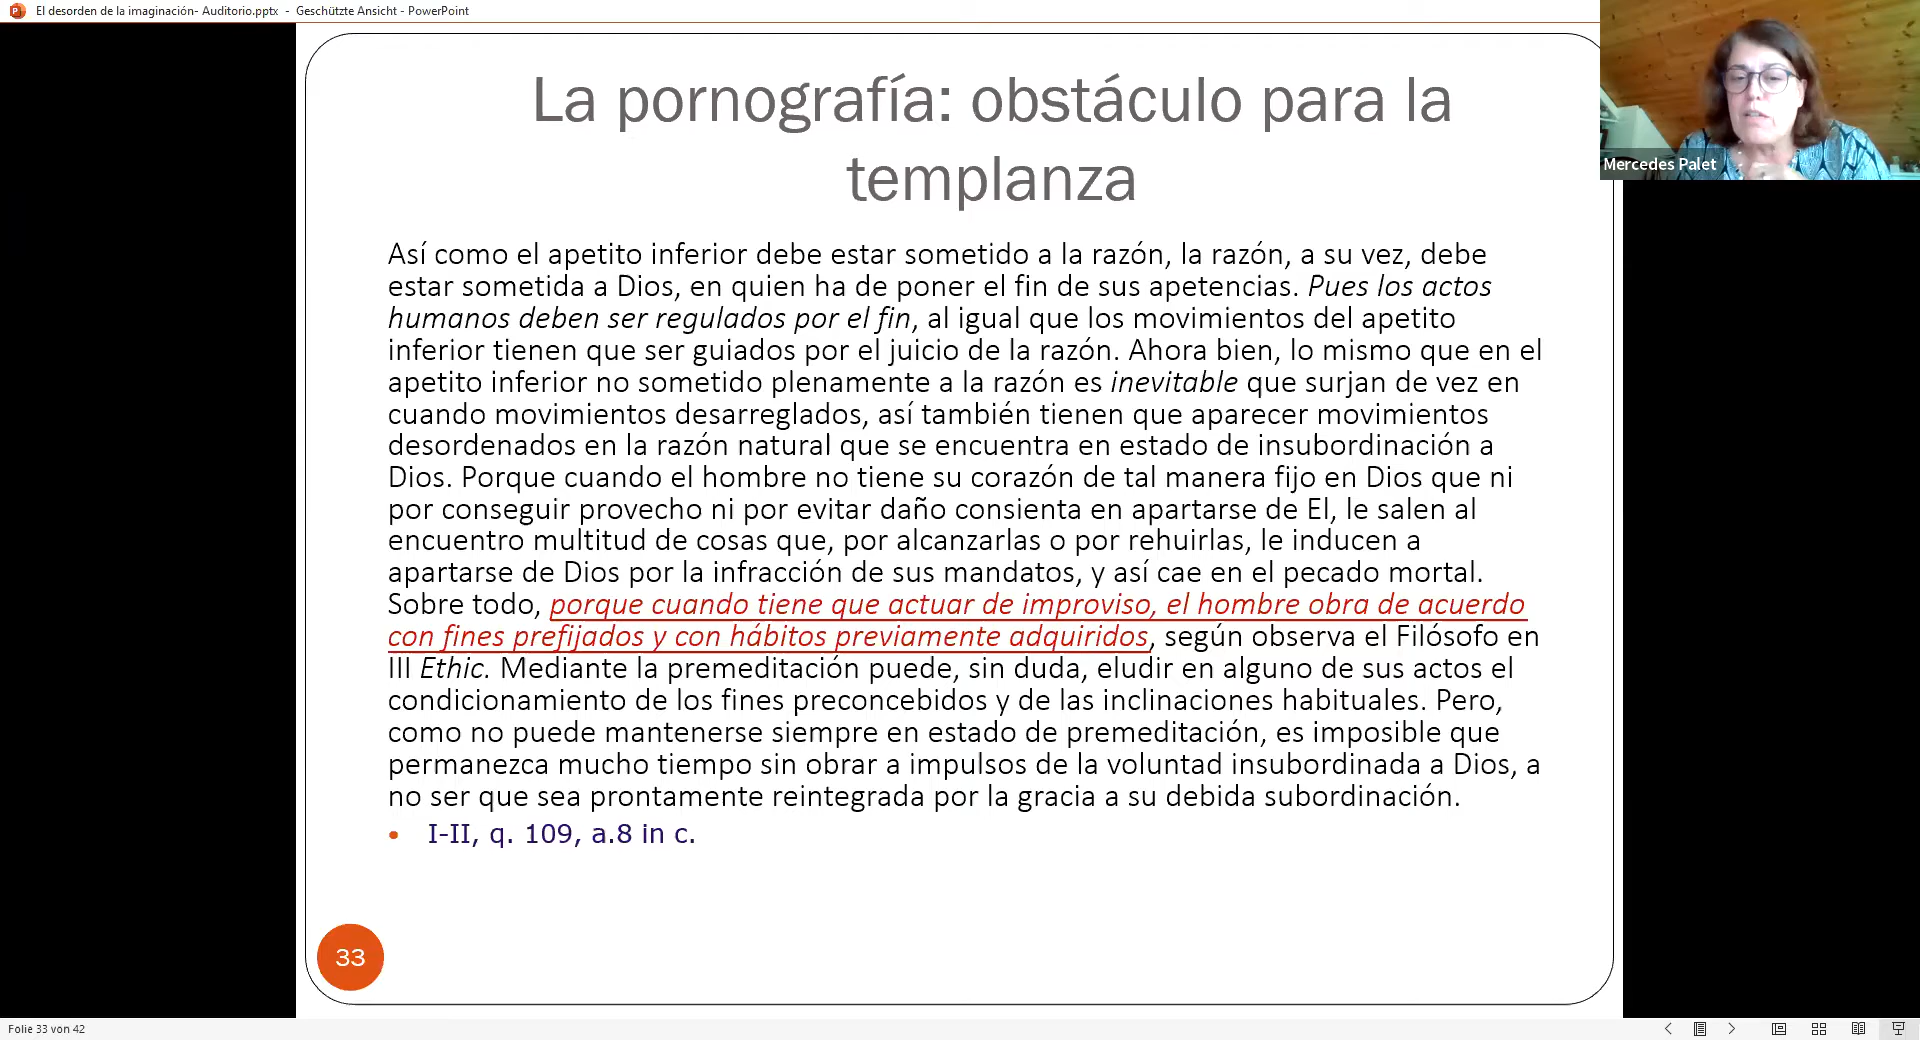 El desorden de la imaginación- Auditorio.pptx - Geschützte Ansicht - PowerPoint
Mercedes Palet
La pornografía: obstáculo para la
templanza
Así como el apetito inferior debe estar sometido a la razón, la razón, a su vez, debe
estar sometida a Dios, en quien ha de poner el fin de sus apetencias. Pues los actos
humanos deben ser regulados por el fin, al igual que los movimientos del apetito
inferior tienen que ser guiados por el juicio de la razón. Ahora bien, lo mismo que en el
apetito inferior no sometido plenamente a la razón es inevitable que surjan de vez en
cuando movimientos desarreglados, así también tienen que aparecer movimientos
desordenados en la razón natural que se encuentra en estado de insubordinación a
Dios. Porque cuando el hombre no tiene su corazón de tal manera fijo en Dios que ni
por conseguir provecho ni por evitar daño consienta en apartarse de El, le salen al
encuentro multitud de cosas que, por alcanzarlas o por rehuirlas, le inducen a
apartarse de Dios por la infracción de sus mandatos, y así cae en el pecado mortal.
Sobre todo, porque cuando tiene que actuar de improviso, el hombre obra de acuerdo
con fines prefijados y con hábitos previamente adquiridos, según observa el Filósofo en
III Ethic. Mediante la premeditación puede, sin duda, eludir en alguno de sus actos el
condicionamiento de los fines preconcebidos y de las inclinaciones habituales. Pero,
como no puede mantenerse siempre en estado de premeditación, es imposible que
permanezca mucho tiempo sin obrar a impulsos de la voluntad insubordinada a Dios, a
no ser que sea prontamente reintegrada por la gracia a su debida subordinación.
• I-II, q. 109, a.8 in c.
33
Folie 33 von 42